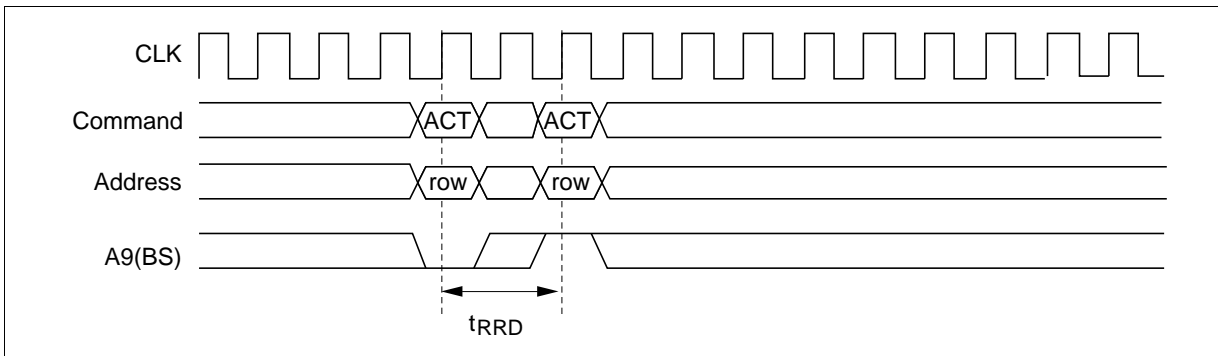 CLK
Command ACT ACT
Address row row
A9(BS)
tRRD